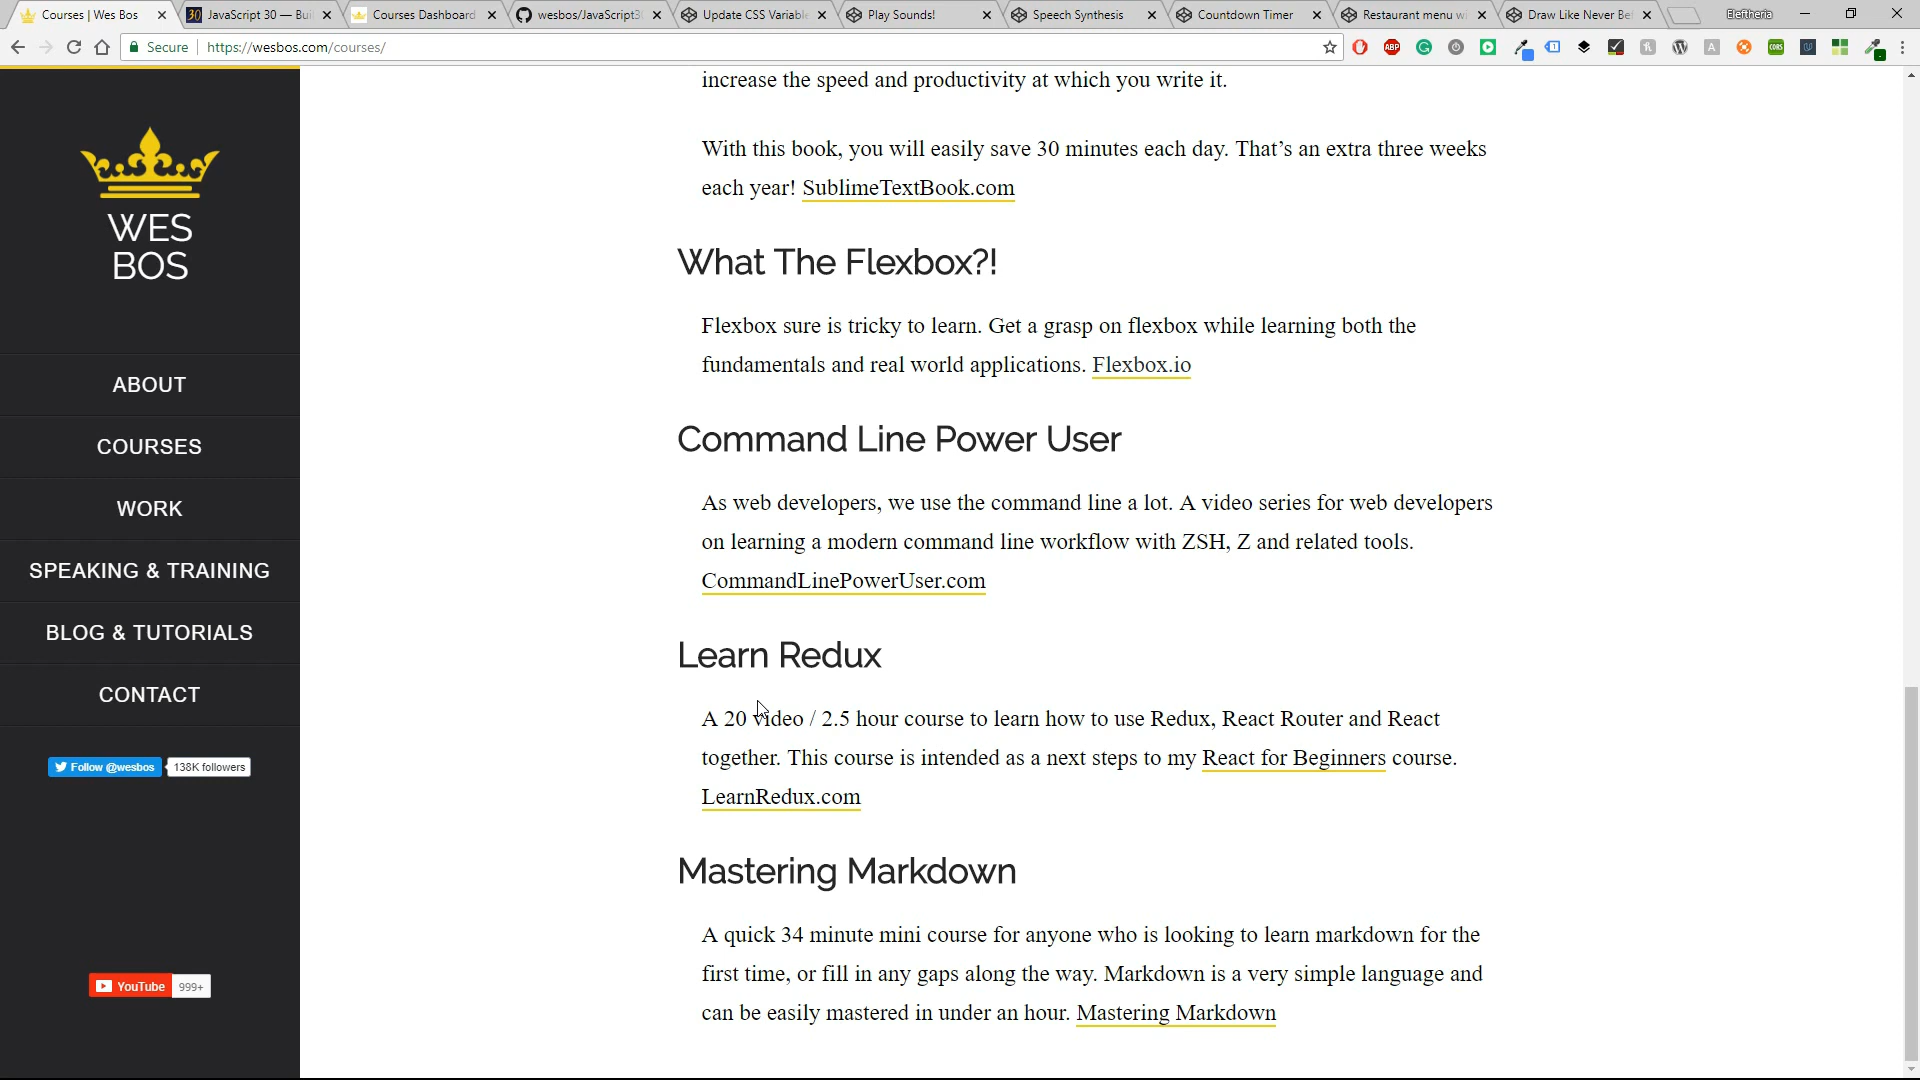 Courses | Wes Bos
JavaScript 30 — Bui
Courses Dashboard
wesbos/JavaScript3
Update CSS Variabl
Play Sounds!
Speech Synthesis
Countdown Timer
Restaurant menu w
Draw Like Never Be
Eleftheria
Secure
https://wesbos.com/courses/
WES
BOS
ABOUT
COURSES
WORK
SPEAKING & TRAINING
BLOG & TUTORIALS
CONTACT
Follow @wesbos
138K followers
YouTube
999+
increase the speed and productivity at which you write it.
With this book, you will easily save 30 minutes each day. That’s an extra three weeks
each year! SublimeTextBook.com
What The Flexbox?!
Flexbox sure is tricky to learn. Get a grasp on flexbox while learning both the
fundamentals and real world applications. Flexbox.io
Command Line Power User
As web developers, we use the command line a lot. A video series for web developers
on learning a modern command line workflow with ZSH, Z and related tools.
CommandLinePowerUser.com
Learn Redux
A 20 video / 2.5 hour course to learn how to use Redux, React Router and React
together. This course is intended as a next steps to my React for Beginners course.
LearnRedux.com
Mastering Markdown
A quick 34 minute mini course for anyone who is looking to learn markdown for the
first time, or fill in any gaps along the way. Markdown is a very simple language and
can be easily mastered in under an hour. Mastering Markdown